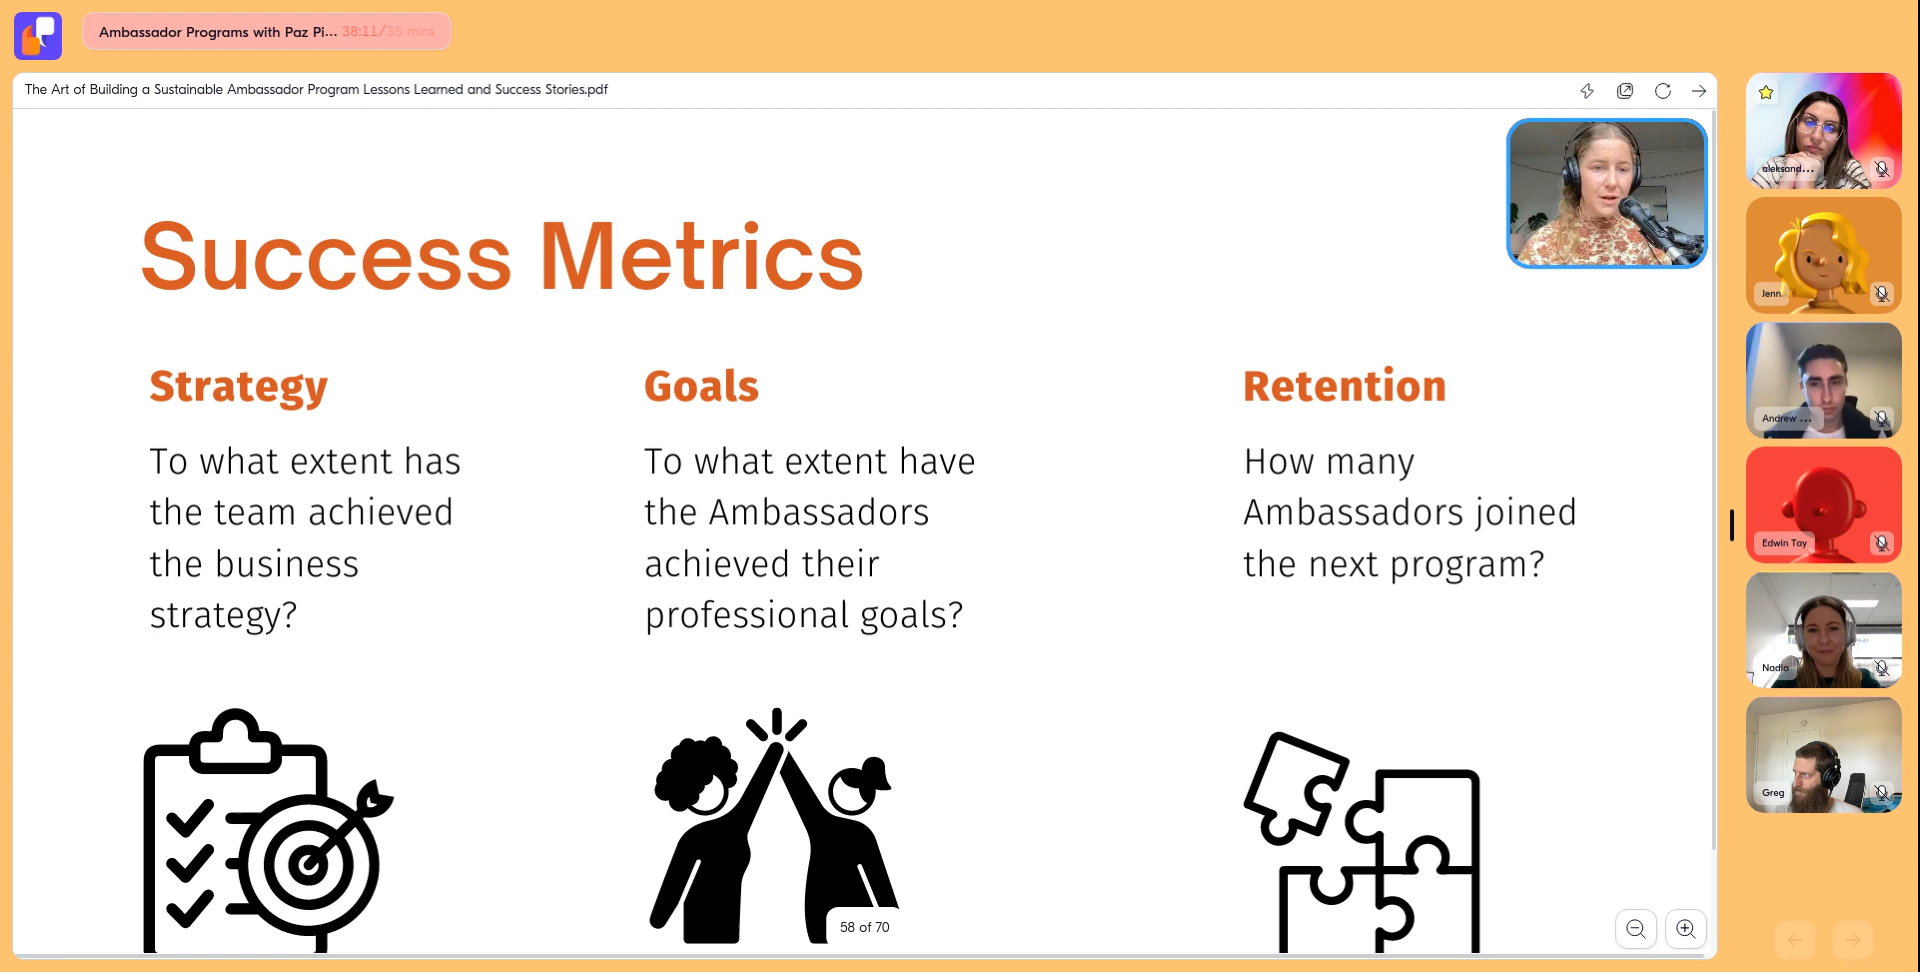 Ambassador Programs with Paz Pi... 38:11/35 mins
The Art of Building a Sustainable Ambassador Program Lessons Learned and Success Stories.pdf
Success Metrics
Strategy
To what extent has
the team achieved
the business
strategy?
Goals
To what extent have
the Ambassadors
achieved their
professional goals?
Retention
How many
Ambassadors joined
the next program?
58 of 70
aleksand...
Jenn
Andrew ...
Edwin Tay
Nadia
Greg